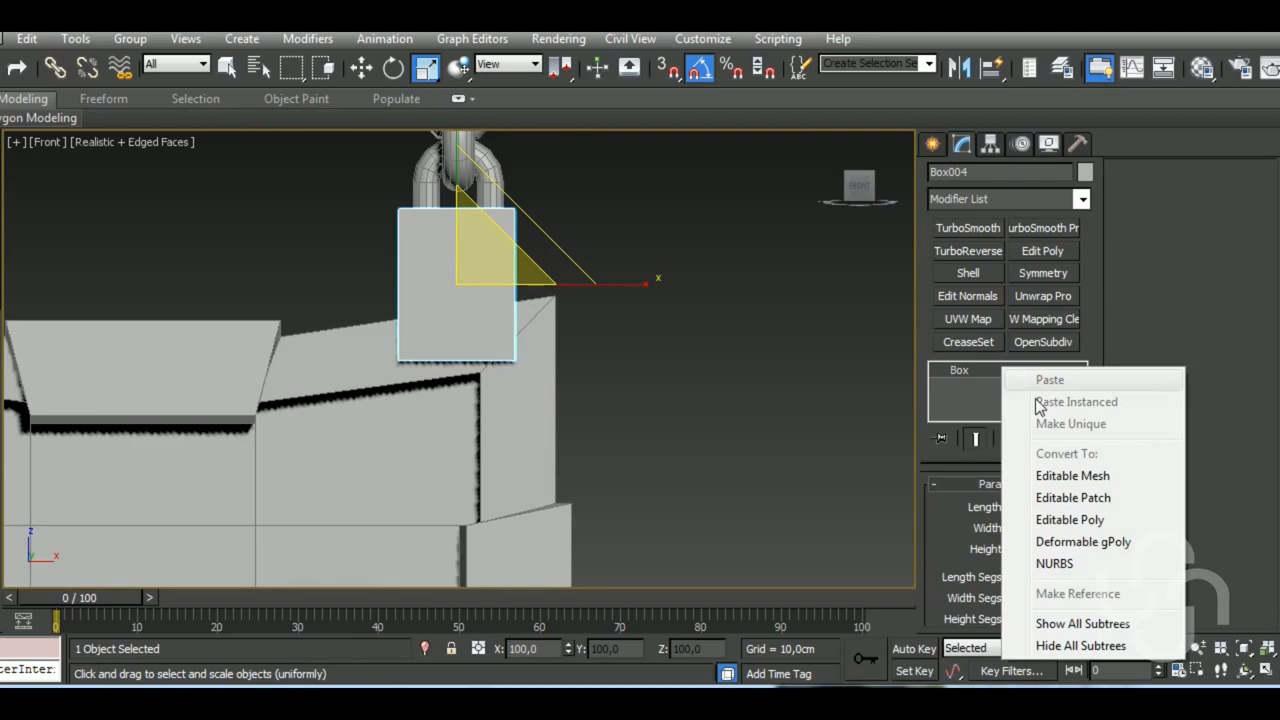 Edit Tools Group Views Create Modifiers Animation Graph Editors Rendering Civil View Customize Scripting Help
All View 3 Create Selection Se
Modeling Freeform Selection Object Paint Populate
ygon Modeling
[+] [Front] [Realistic + Edged Faces]
FRONT
x
z
y
x
Box004
Modifier List
TurboSmooth urboSmooth Pr
TurboReverse Edit Poly
Shell Symmetry
Edit Normals Unwrap Pro
UVW Map W Mapping Cle
CreaseSet OpenSubdiv
Box
Paste
Paste Instanced
Make Unique
Convert To:
Editable Mesh
Editable Patch
Editable Poly
Deformable gPoly
NURBS
Make Reference
Show All Subtrees
Hide All Subtrees
- Para
Length
Width
Height
Length Segs
Width Segs
Height Segs
< 0 / 100 >
0 10 20 30 40 50 60 70 80 90 100
1 Object Selected X: 100,0 Y: 100,0 Z: 100,0 Grid = 10,0cm Auto Key Selected
terInter: Click and drag to select and scale objects (uniformly) Add Time Tag Set Key Key Filters... 0